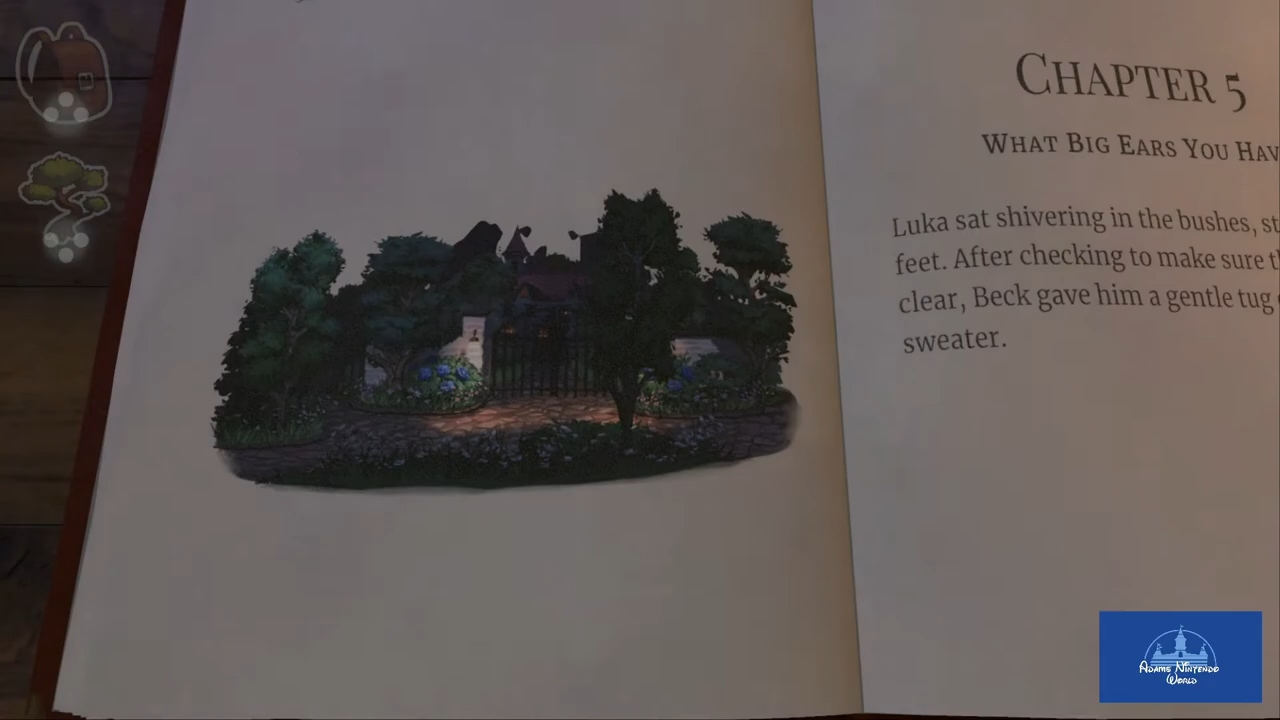 CHAPTER 5
WHAT BIG EARS YOU HAV
Luka sat shivering in the bushes, st
feet. After checking to make sure t
clear, Beck gave him a gentle tug
sweater.
ADAMS NINTENDO
WORLD